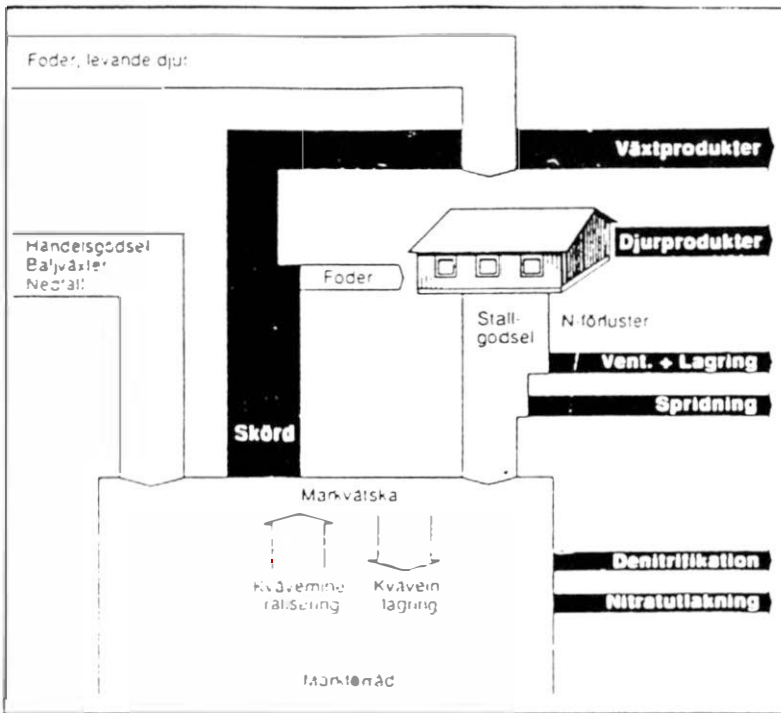 Foder, levande djur
Växtprodukter
Handelsgödsel
Baljväxter
Nedfall
Djurprodukter
Foder
Stall-
gödsel
N-förluster
Vent. + Lagring
Spridning
Skörd
Markvätska
Kvävemine
ralisering
Kvävein
lagring
Denitrifikation
Nitratutlakning
Markförråd